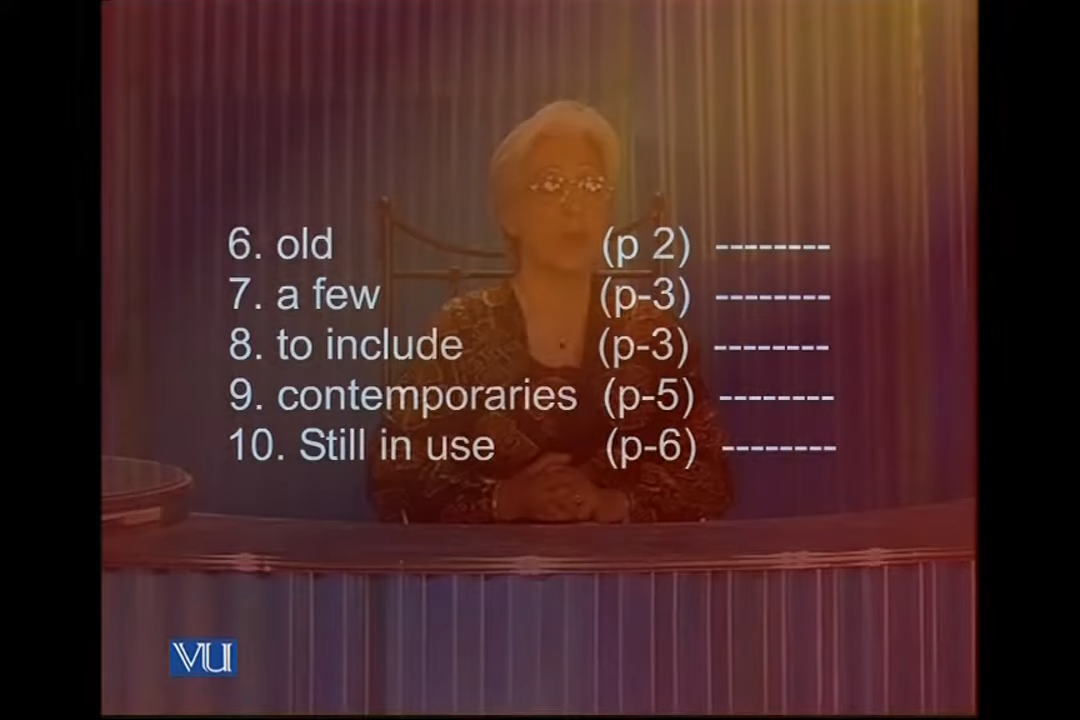 6. old (p 2) --------
7. a few (p-3) --------
8. to include (p-3) --------
9. contemporaries (p-5) --------
10. Still in use (p-6) --------
VU